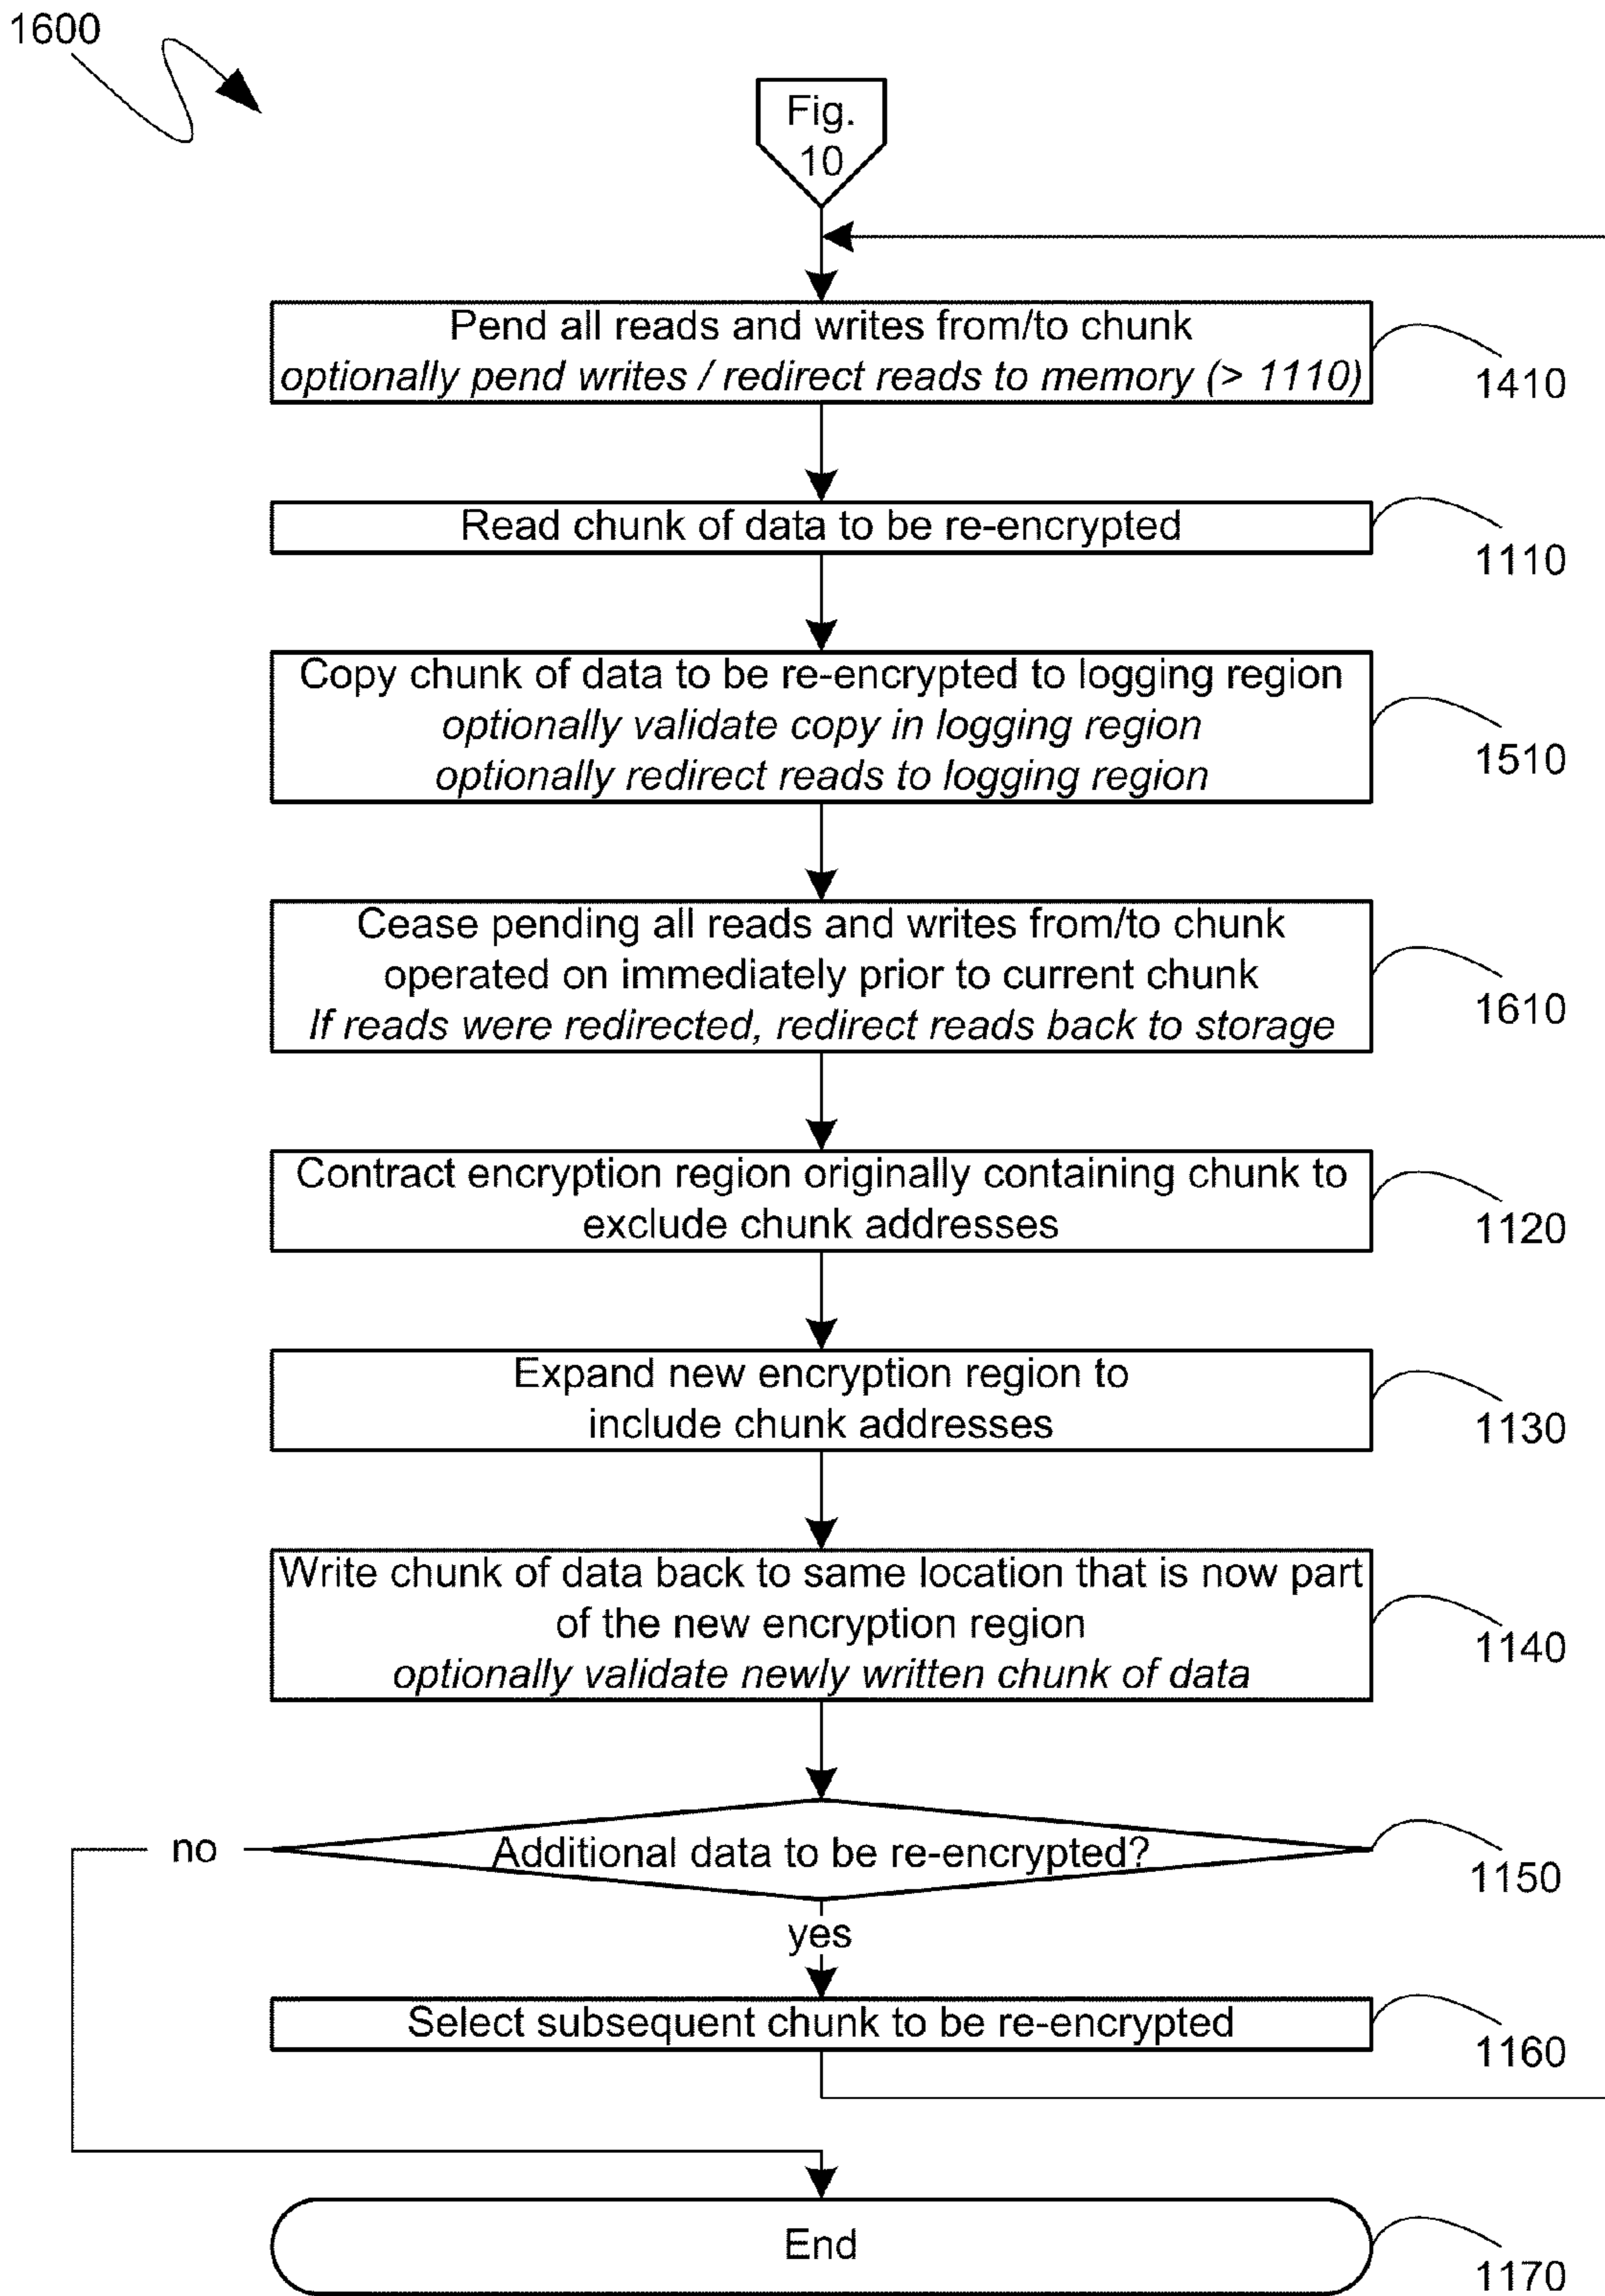 1600
Fig.
10
Pend all reads and writes from/to chunk
optionally pend writes / redirect reads to memory (> 1110)
1410
Read chunk of data to be re-encrypted
1110
Copy chunk of data to be re-encrypted to logging region
optionally validate copy in logging region
optionally redirect reads to logging region
1510
Cease pending all reads and writes from/to chunk
operated on immediately prior to current chunk
If reads were redirected, redirect reads back to storage
1610
Contract encryption region originally containing chunk to
exclude chunk addresses
1120
Expand new encryption region to
include chunk addresses
1130
Write chunk of data back to same location that is now part
of the new encryption region
optionally validate newly written chunk of data
1140
no
Additional data to be re-encrypted?
1150
yes
Select subsequent chunk to be re-encrypted
1160
End
1170